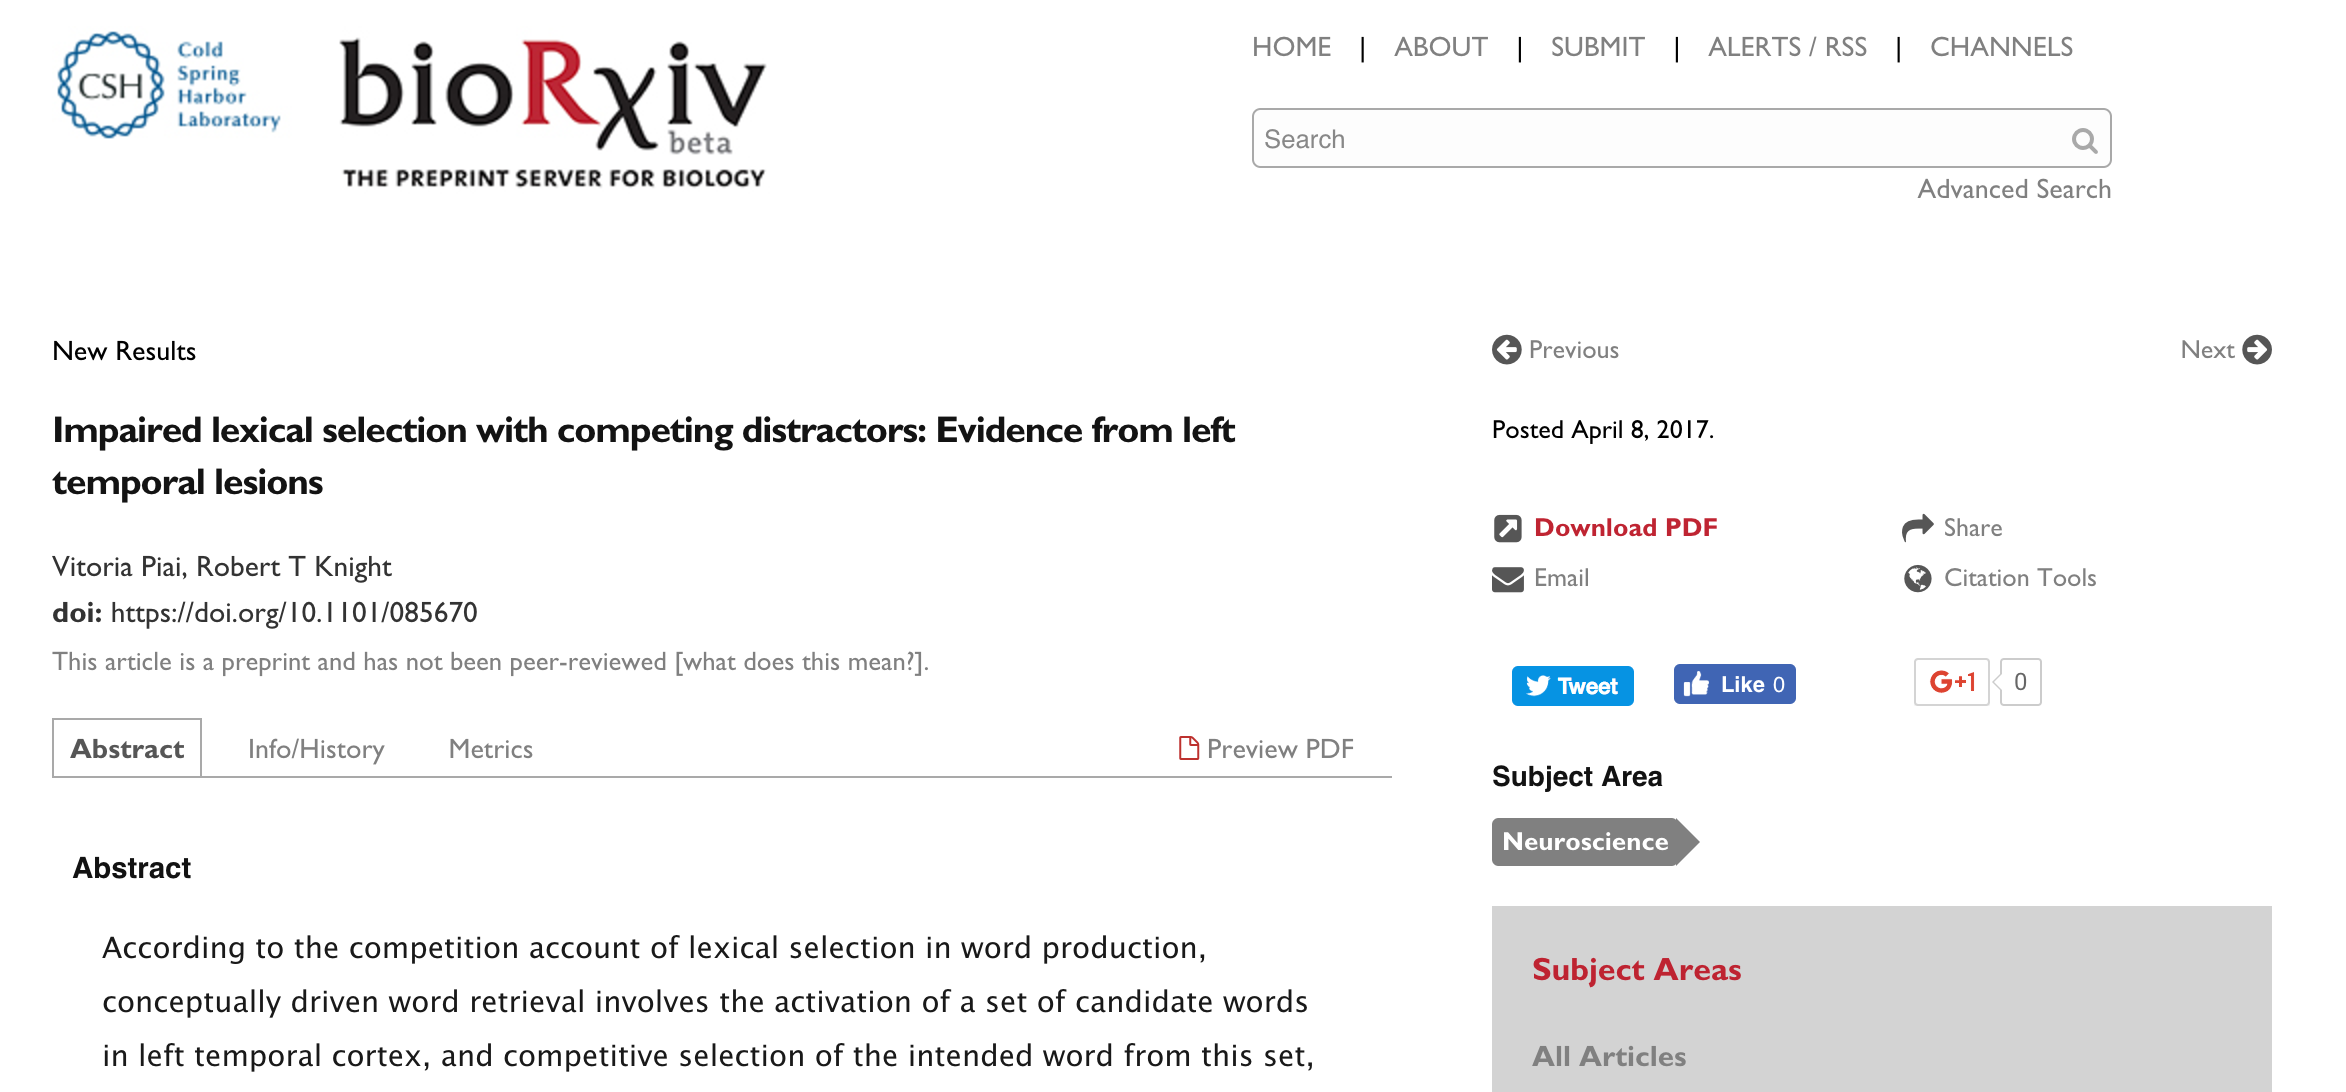 CSH
Cold
Spring
Harbor
Laboratory
bioRχiv
beta
THE PREPRINT SERVER FOR BIOLOGY
HOME | ABOUT | SUBMIT | ALERTS / RSS | CHANNELS
Search
Advanced Search
New Results
Impaired lexical selection with competing distractors: Evidence from left
temporal lesions
Vitoria Piai, Robert T Knight
doi: https://doi.org/10.1101/085670
This article is a preprint and has not been peer-reviewed [what does this mean?].
Abstract Info/History Metrics Preview PDF
Abstract
According to the competition account of lexical selection in word production,
conceptually driven word retrieval involves the activation of a set of candidate words
in left temporal cortex, and competitive selection of the intended word from this set,
Previous Next
Posted April 8, 2017.
Download PDF Share
Email Citation Tools
Tweet Like 0 G+1 0
Subject Area
Neuroscience
Subject Areas
All Articles